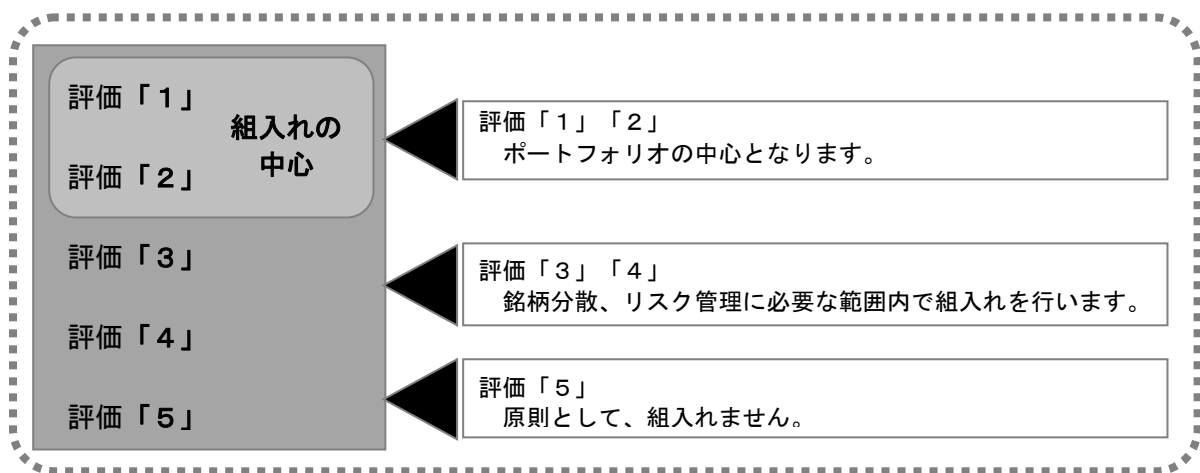 評価「１」
評価「２」
組入れの
中心
評価「３」
評価「４」
評価「５」
評価「１」「２」
ポートフォリオの中心となります。
評価「３」「４」
銘柄分散、リスク管理に必要な範囲内で組入れを行います。
評価「５」
原則として、組入れません。